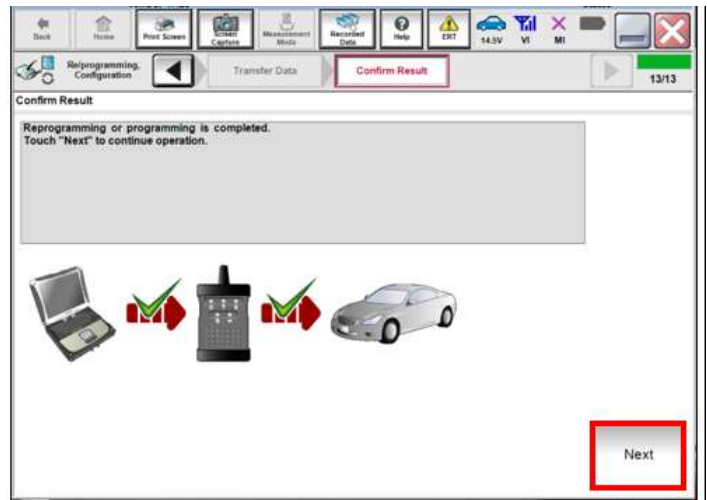 Back
Home
Print Screen
Screen
Capture
Measurement
Mode
Recorded
Data
Help
ERT
14.5V
VI
MI
Re/programming,
Configuration
Transfer Data
Confirm Result
13/13
Confirm Result
Reprogramming or programming is completed.
Touch "Next" to continue operation.
Next